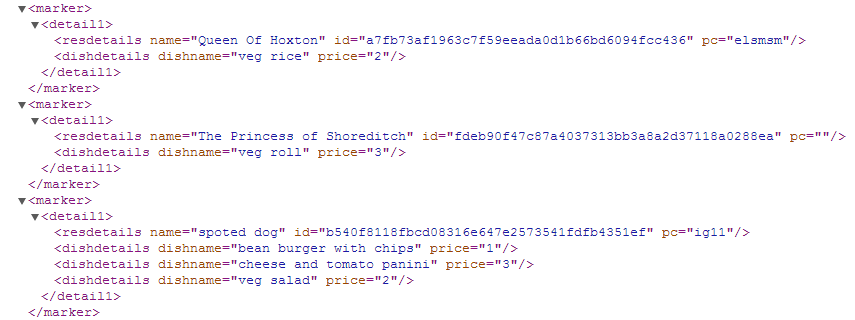 ▼<marker>
▼<detail1>
<resdetails name="Queen Of Hoxton" id="a7fb73af1963c7f59eeada0d1b66bd6094fcc436" pc="elsmsm"/>
<dishdetails dishname="veg rice" price="2"/>
</detail1>
</marker>
▼<marker>
▼<detail1>
<resdetails name="The Princess of Shoreditch" id="fdeb90f47c87a4037313bb3a8a2d37118a0288ea" pc=""/>
<dishdetails dishname="veg roll" price="3"/>
</detail1>
</marker>
▼<marker>
▼<detail1>
<resdetails name="spoted dog" id="b540f8118fbcd08316e647e2573541fdfb4351ef" pc="ig11"/>
<dishdetails dishname="bean burger with chips" price="1"/>
<dishdetails dishname="cheese and tomato panini" price="3"/>
<dishdetails dishname="veg salad" price="2"/>
</detail1>
</marker>